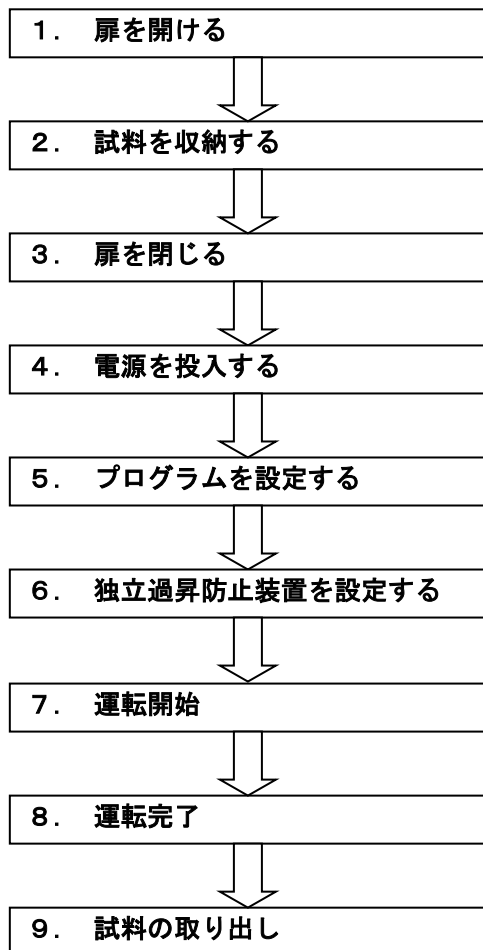 １． 扉を開ける
２． 試料を収納する
３． 扉を閉じる
４． 電源を投入する
５． プログラムを設定する
６． 独立過昇防止装置を設定する
７． 運転開始
８． 運転完了
９． 試料の取り出し